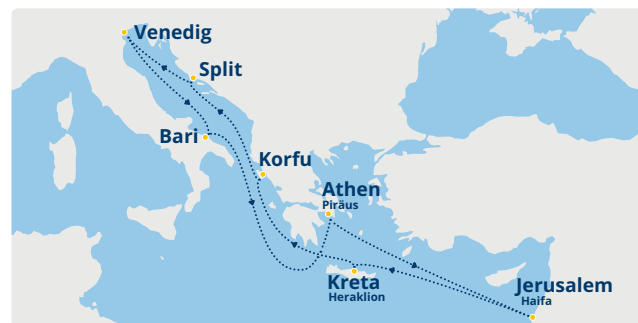 Venedig
Split
Bari
Korfu
Athen
Piräus
Kreta
Heraklion
Jerusalem
Haifa